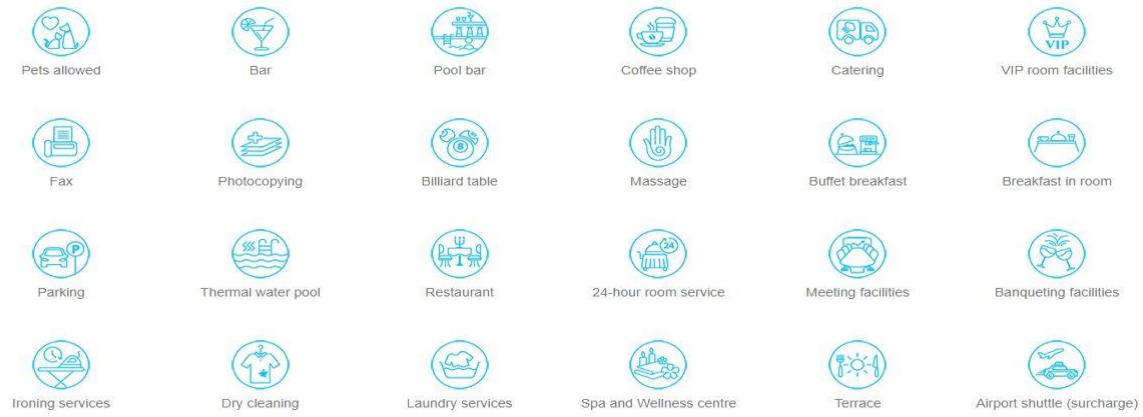 Pets allowed
Bar
Pool bar
Coffee shop
Catering
VIP
VIP room facilities
Fax
Photocopying
8
Billiard table
Massage
Buffet breakfast
Breakfast in room
P
Parking
Thermal water pool
Restaurant
24
24-hour room service
Meeting facilities
Banqueting facilities
Ironing services
?
Dry cleaning
Laundry services
Spa and Wellness centre
Terrace
Airport shuttle (surcharge)